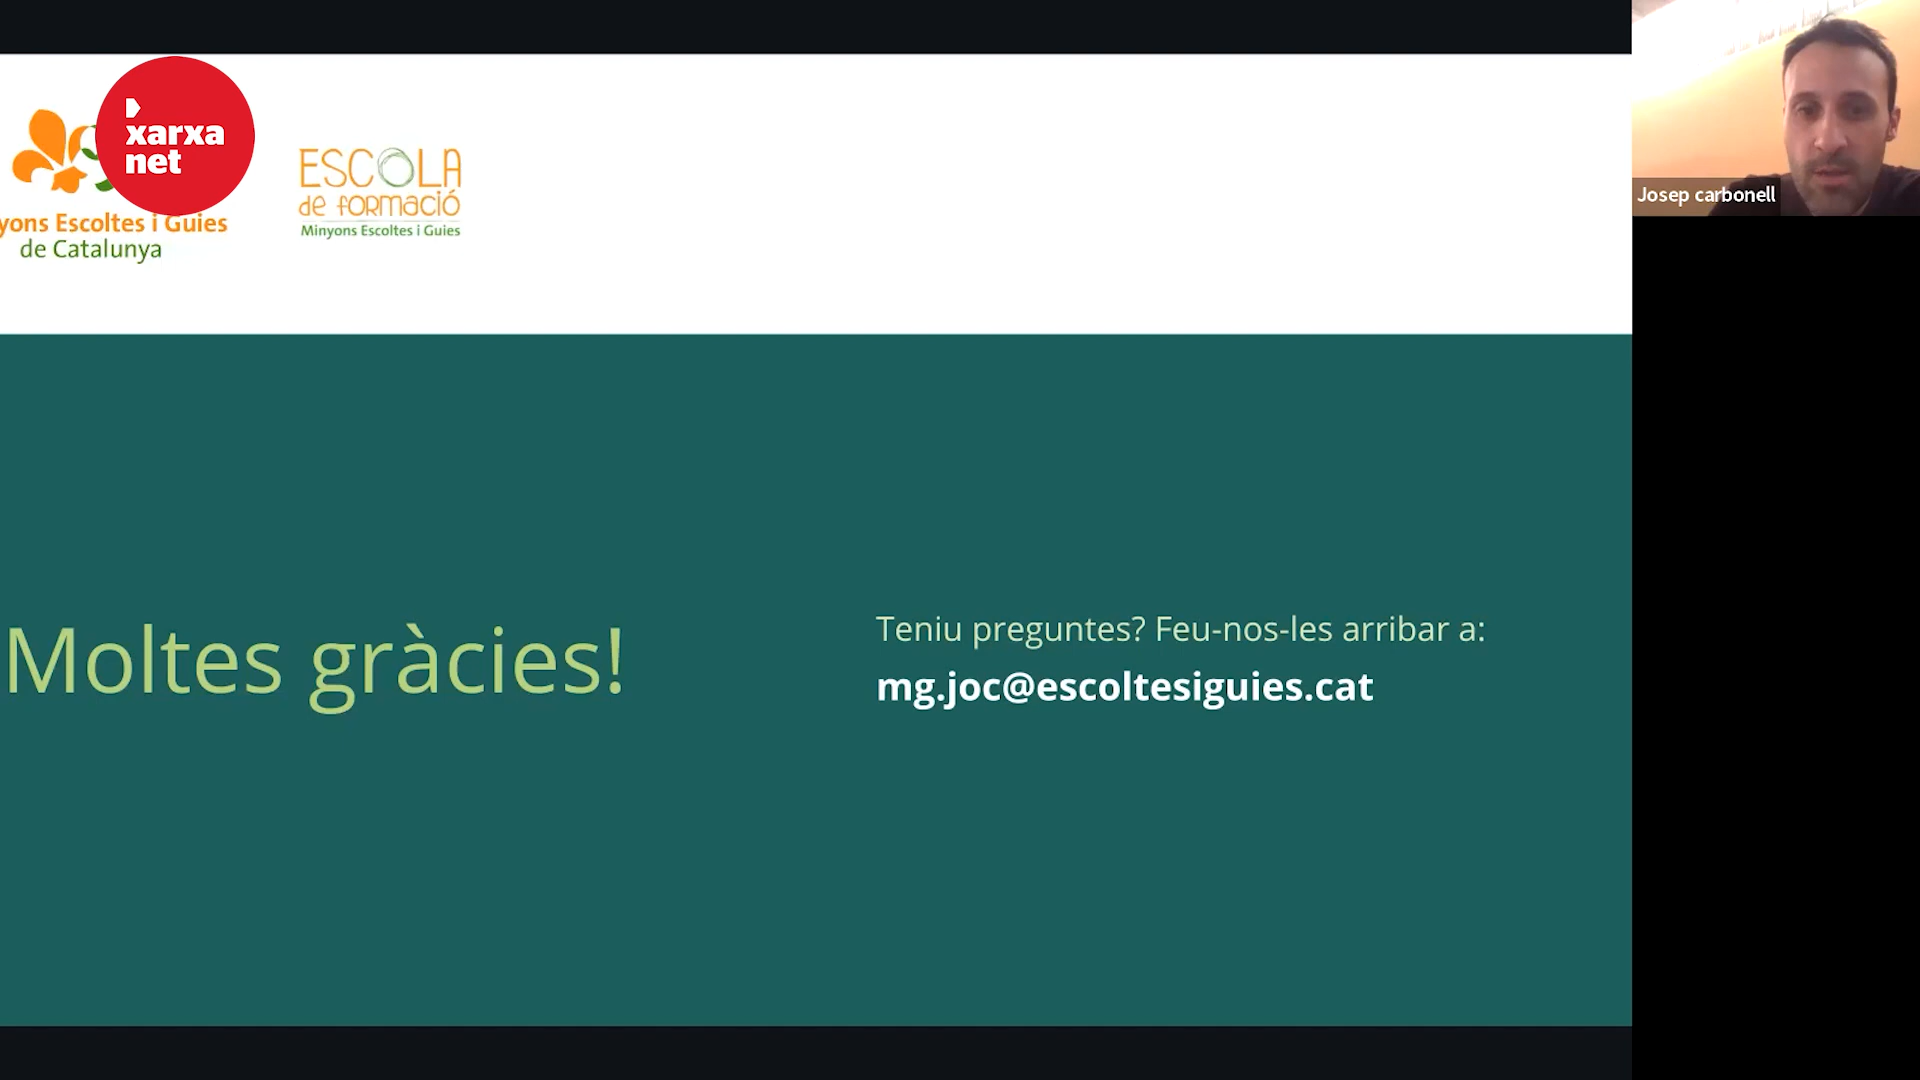 xarxa
net
yons Escoltes i Guies
de Catalunya
ESCOLA
de formació
Minyons Escoltes i Guies
Josep carbonell
Moltes gràcies!
Teniu preguntes? Feu-nos-les arribar a:
mg.joc@escoltesiguies.cat